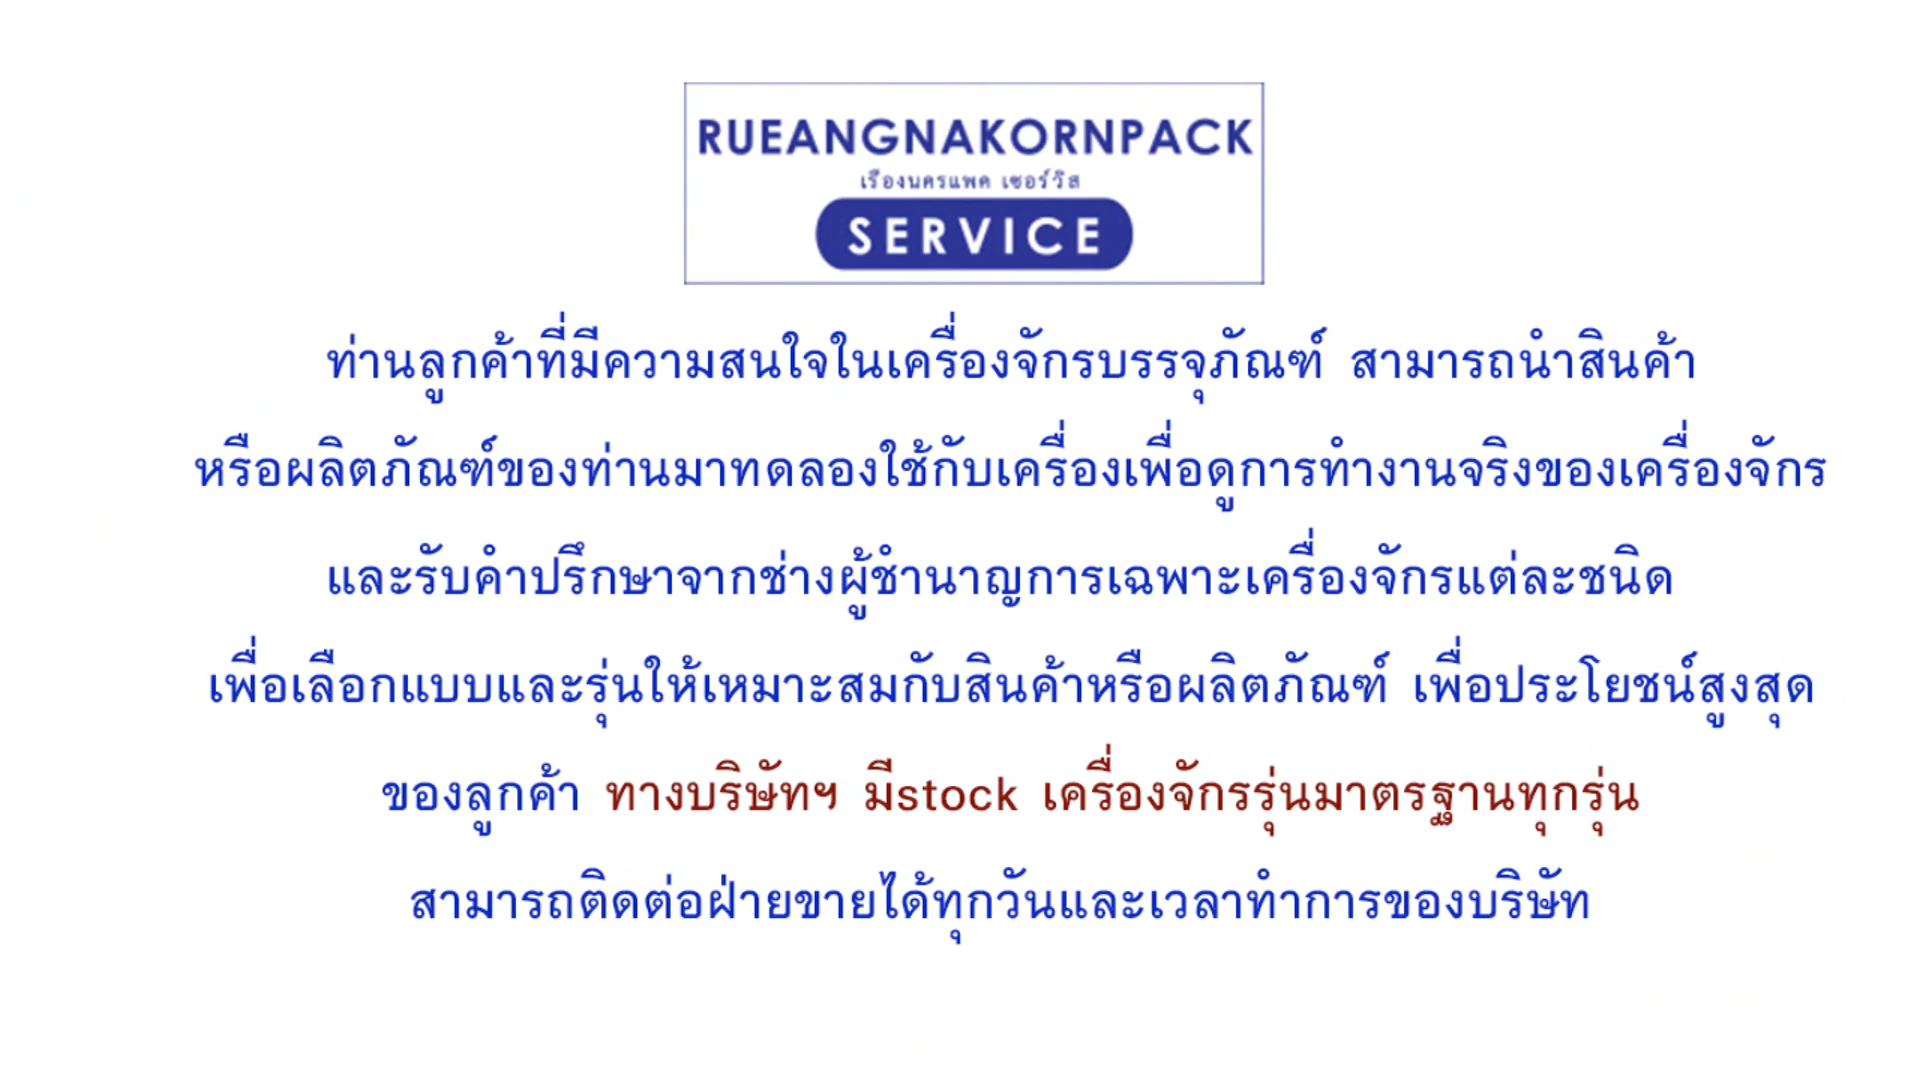 RUEANGNAKORNPACK
เรืองนครแพค เซอร์วิส
SERVICE
ท่านลูกค้าที่มีความสนใจในเครื่องจักรบรรจุภัณฑ์ สามารถนำสินค้า
หรือผลิตภัณฑ์ของท่านมาทดลองใช้กับเครื่องเพื่อดูการทำงานจริงของเครื่องจักร
และรับคำปรึกษาจากช่างผู้ชำนาญการเฉพาะเครื่องจักรแต่ละชนิด
เพื่อเลือกแบบและรุ่นให้เหมาะสมกับสินค้าหรือผลิตภัณฑ์ เพื่อประโยชน์สูงสุด
ของลูกค้า ทางบริษัทฯ มีstock เครื่องจักรรุ่นมาตรฐานทุกรุ่น
สามารถติดต่อฝ่ายขายได้ทุกวันและเวลาทำการของบริษัท